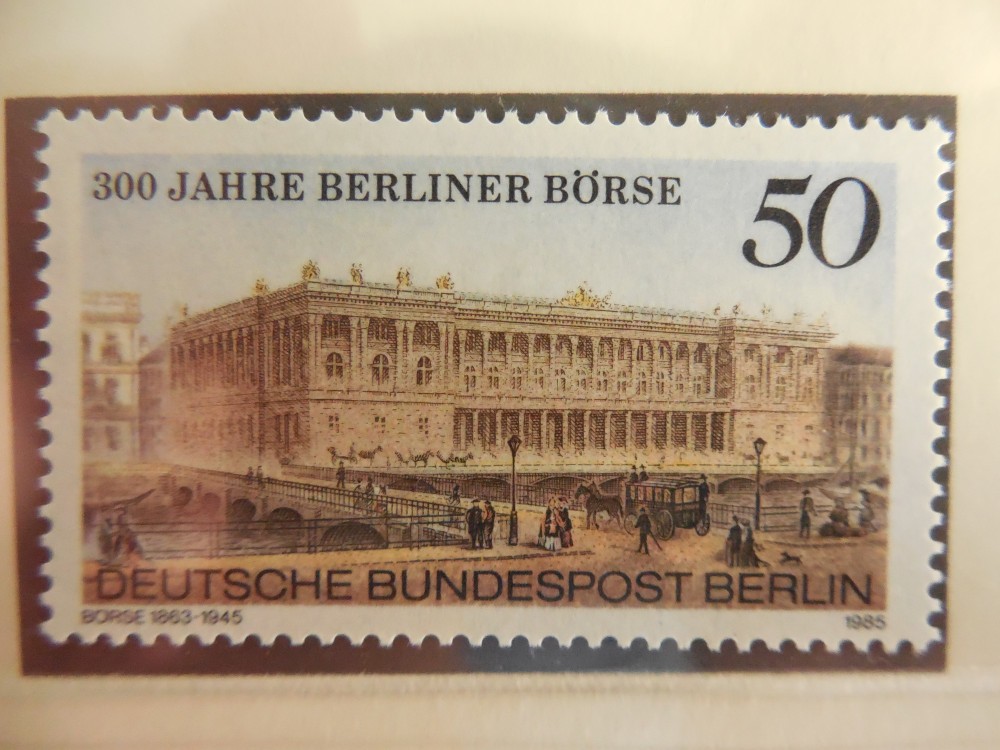 300 JAHRE BERLINER BÖRSE
50
DEUTSCHE BUNDESPOST BERLIN
BÖRSE 1863-1945
1985